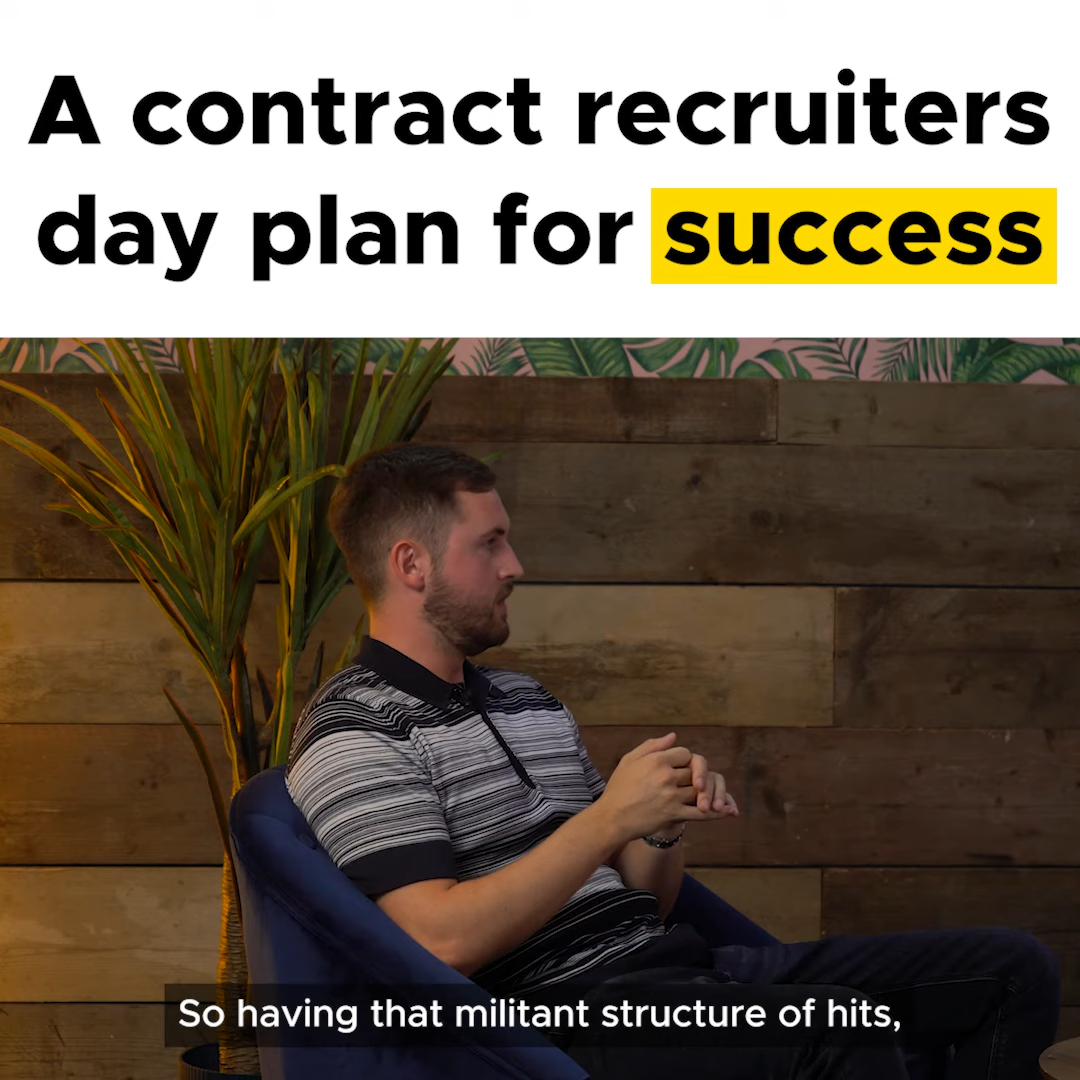 A contract recruiters
day plan for success
So having that militant structure of hits,